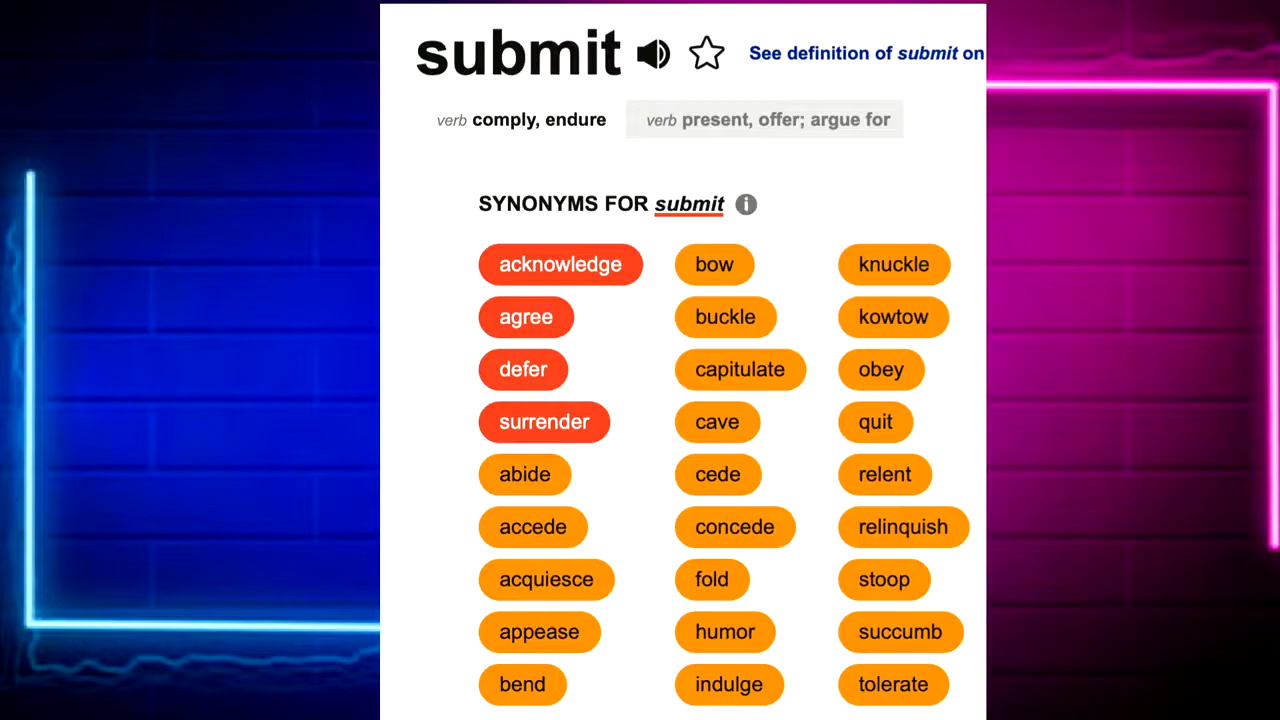 submit See definition of submit on
verb comply, endure verb present, offer; argue for
SYNONYMS FOR submit i
acknowledge bow knuckle
agree buckle kowtow
defer capitulate obey
surrender cave quit
abide cede relent
accede concede relinquish
acquiesce fold stoop
appease humor succumb
bend indulge tolerate